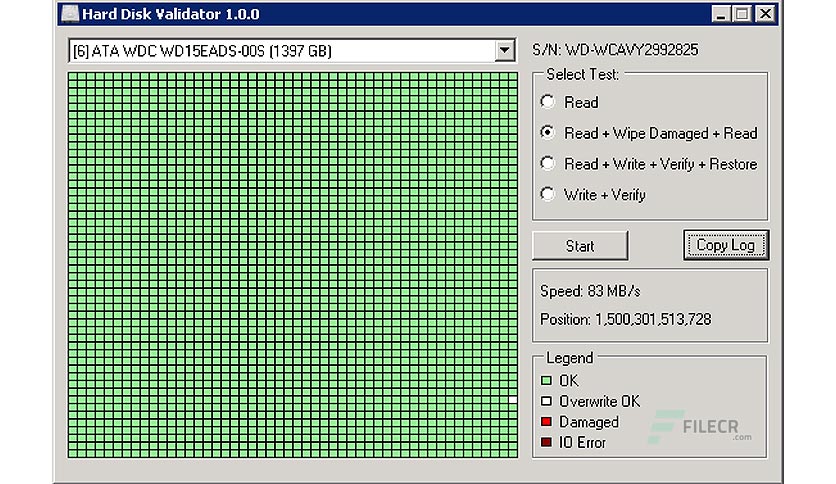 Hard Disk Validator 1.0.0
[6] ATA WDC WD15EADS-00S (1397 GB)
S/N: WD-WCAVY2992825
Select Test:
Read
Read + Wipe Damaged + Read
Read + Write + Verify + Restore
Write + Verify
Start
Copy Log
Speed: 83 MB/s
Position: 1,500,301,513,728
Legend
OK
Overwrite OK
Damaged
IO Error
FILECR
.com